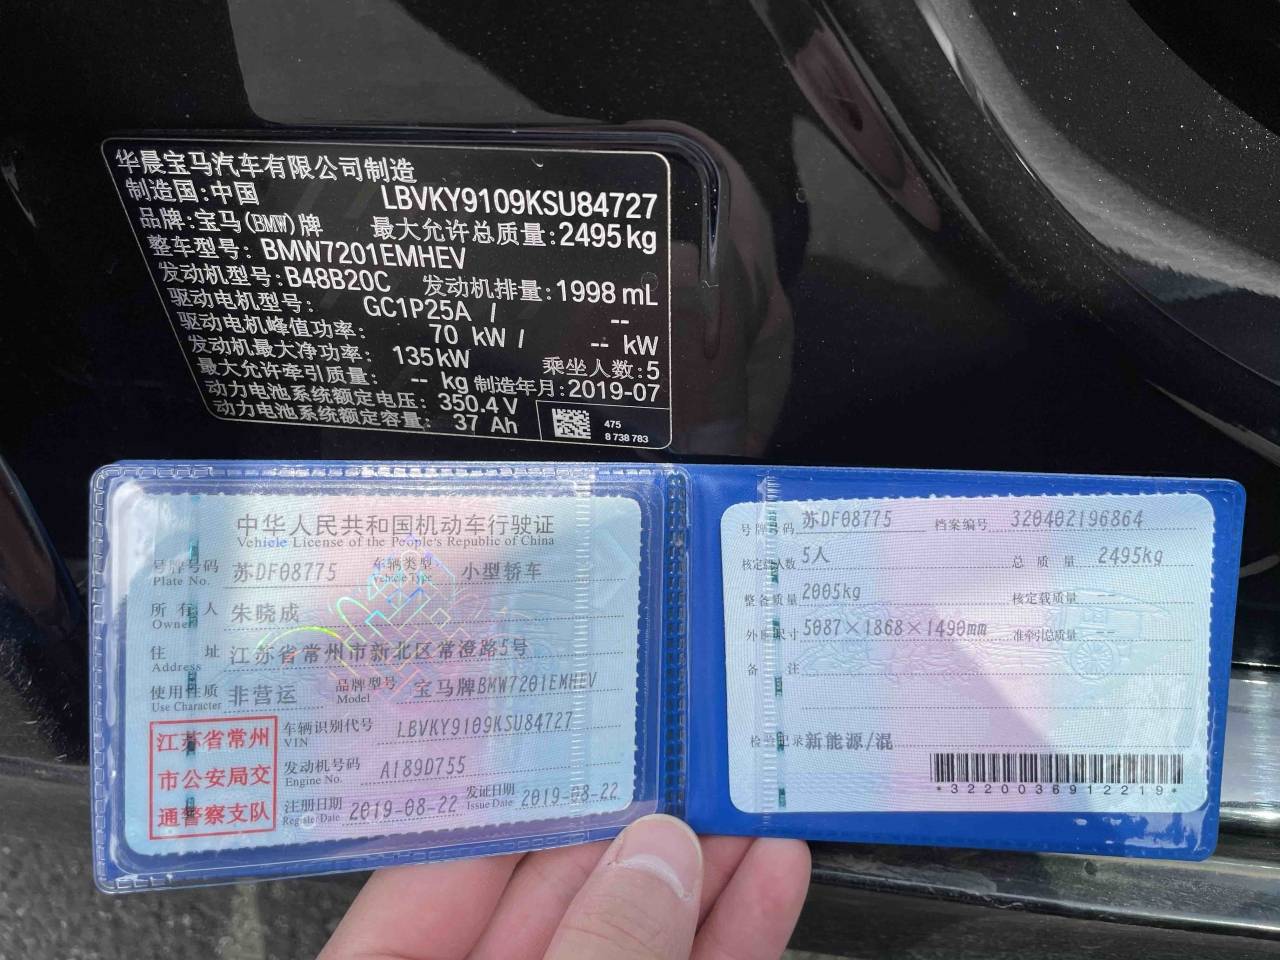 华晨宝马汽车有限公司制造
制造国:中国 LBVKY9109KSU84727
品牌:宝马(BMW)牌 最大允许总质量:2495kg
整车型号: BMW7201EMHEV
发动机型号:B48B20C 发动机排量:1998 mL
驱动电机型号: GC1P25A / --
驱动电机峰值功率: 70 kW / -- kW
发动机最大净功率: 135kW 乘坐人数:5
最大允许牵引质量: -- kg 制造年月:2019-07
动力电池系统额定电压: 350.4 V
动力电池系统额定容量: 37 Ah
475
8 738 783
中华人民共和国机动车行驶证
Vehicle License of the People's Republic of China
号牌号码 苏DF08775 车辆类型 小型轿车
Plate No. Vehicle Type
所有人 朱晓成
Owner
住址 江苏省常州市新北区常澄路5号
Address
使用性质 非营运 品牌型号 宝马牌BMW7201EMHEV
Use Character Model
江苏省常州
市公安局交
通警察支队
车辆识别代号 LBVKY9109KSU84727
VIN
发动机号码 A189D755
Engine No.
注册日期 2019-08-22 发证日期 2019-08-22
Register Date Issue Date
号牌号码 苏DF08775 档案编号 320402196864
核定载人数 5人 总质量 2495kg
整备质量 2005kg 核定载质量 --
外廓尺寸 5087×1868×1490mm 准牵引总质量 --
备注
检验记录 新能源/混
*3220036912219*